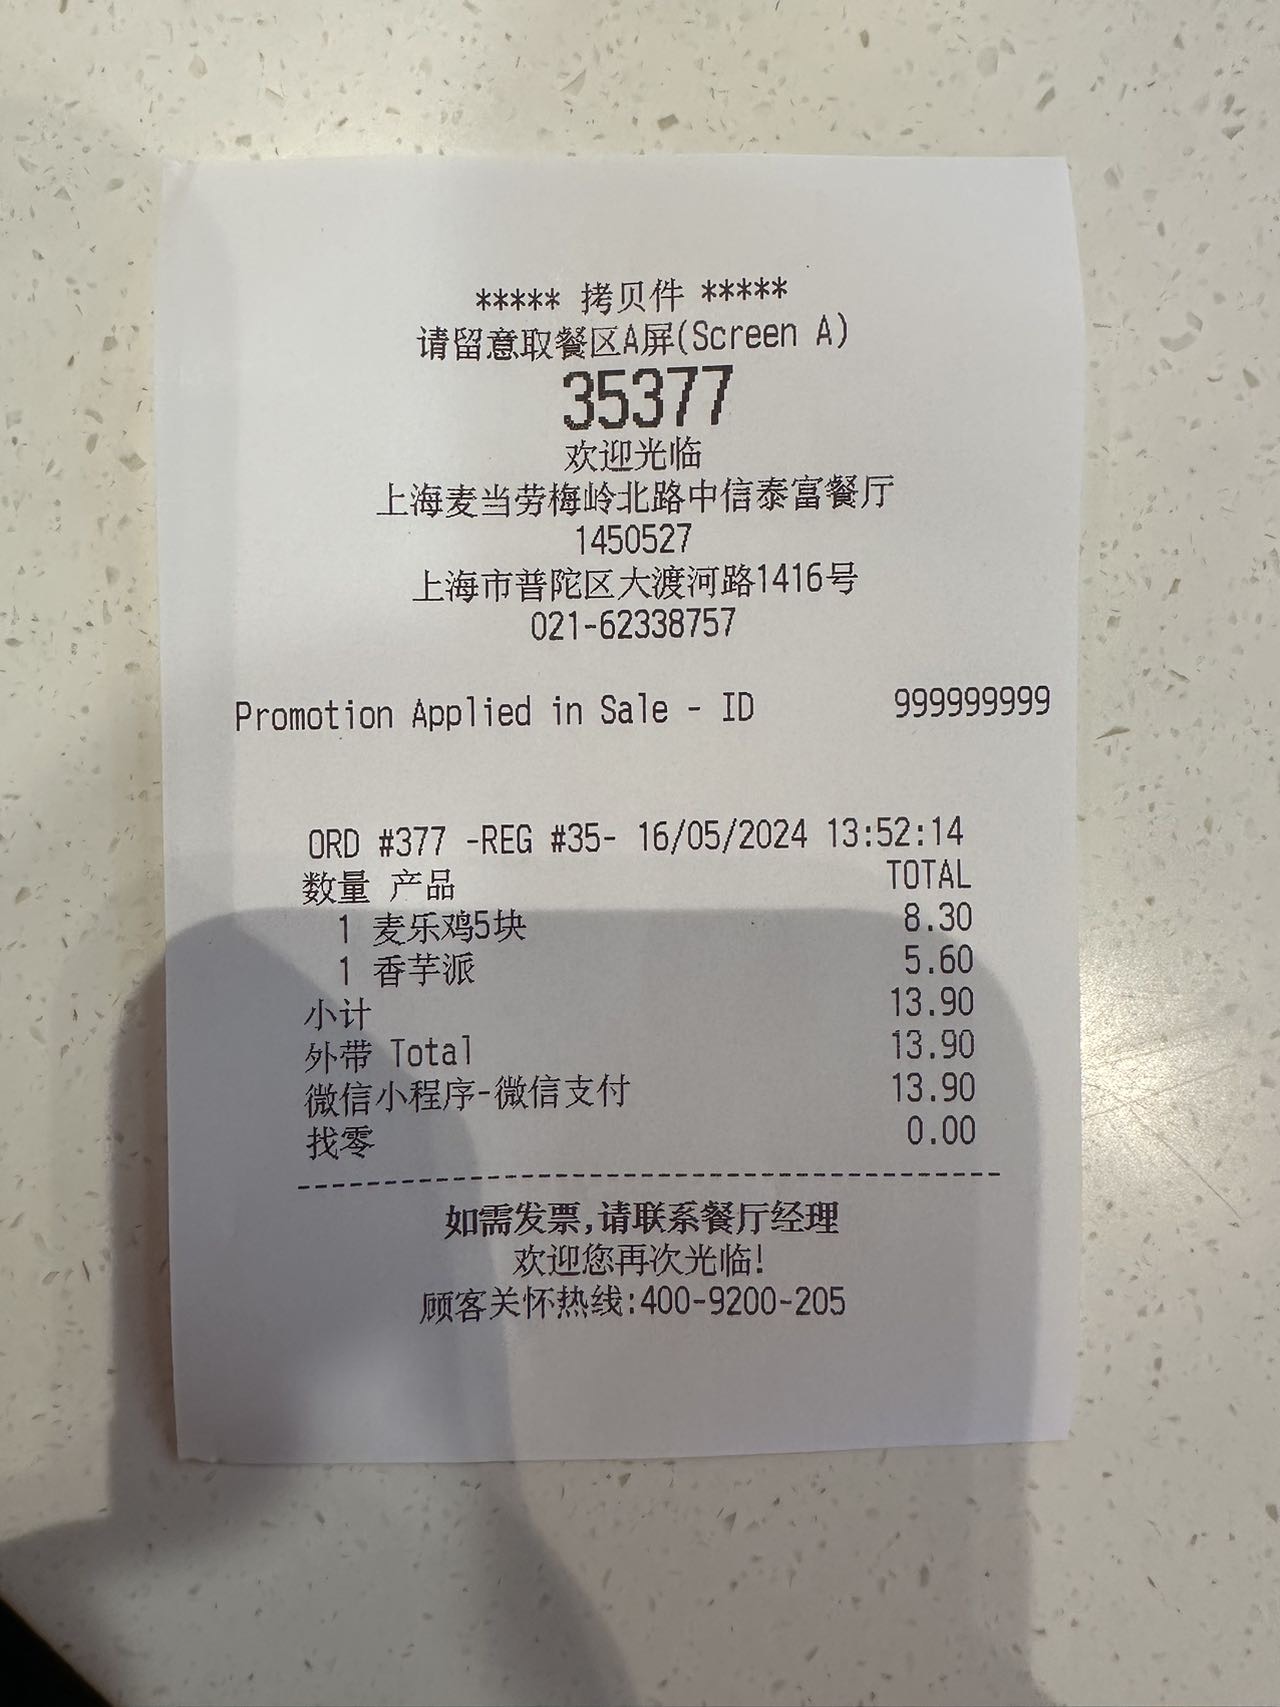 ***** 拷贝件 *****
请留意取餐区A屏(Screen A)
35377
欢迎光临
上海麦当劳梅岭北路中信泰富餐厅
1450527
上海市普陀区大渡河路1416号
021-62338757
Promotion Applied in Sale - ID 999999999
ORD #377 -REG #35- 16/05/2024 13:52:14
数量 产品 TOTAL
1 麦乐鸡5块 8.30
1 香芋派 5.60
小计 13.90
外带 Total 13.90
微信小程序-微信支付 13.90
找零 0.00
如需发票,请联系餐厅经理
欢迎您再次光临!
顾客关怀热线:400-9200-205